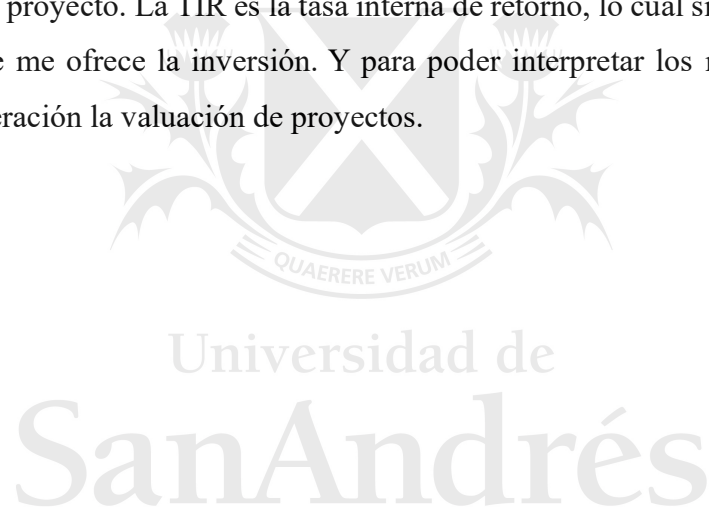 proyecto. La TIR es la tasa interna de retorno, lo cual si
e me ofrece la inversión. Y para poder interpretar los r
eración la valuación de proyectos.
QUAERERE VERUM
Universidad de
SanAndrés